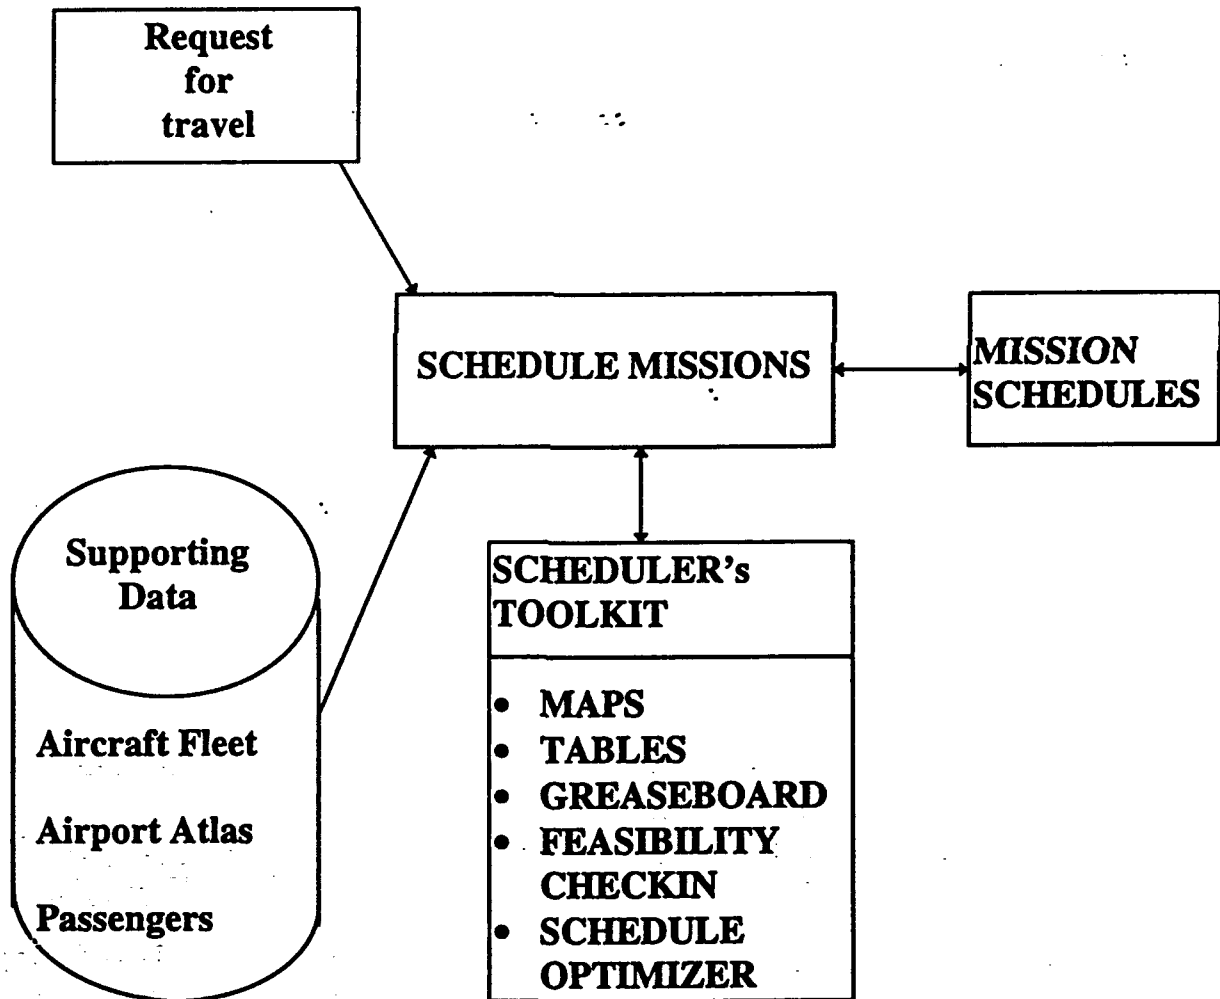 Request
for
travel
SCHEDULE MISSIONS
MISSION
SCHEDULES
Supporting
Data
Aircraft Fleet
Airport Atlas
Passengers
SCHEDULER's
TOOLKIT
• MAPS
• TABLES
• GREASEBOARD
• FEASIBILITY
CHECKIN
• SCHEDULE
OPTIMIZER